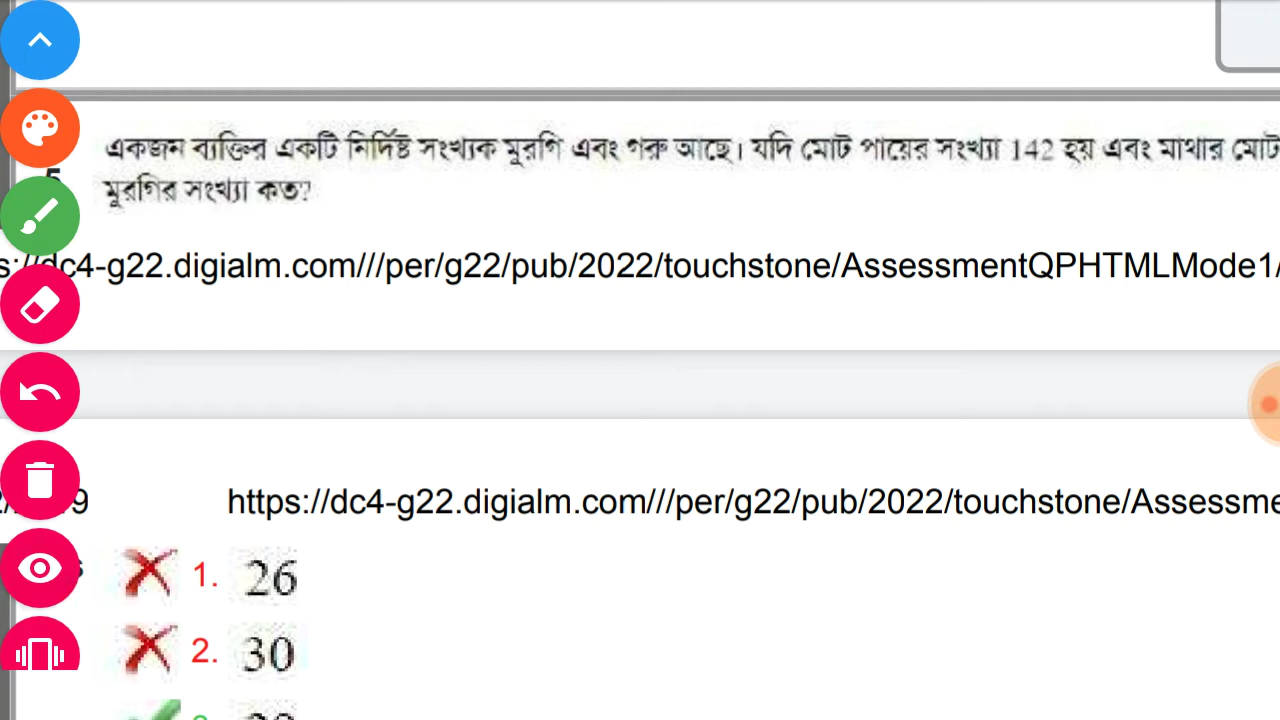 একজন ব্যক্তির একটি নির্দিষ্ট সংখ্যক মুরগি এবং গরু আছে। যদি মোট পায়ের সংখ্যা 142 হয় এবং মাথার মোট
মুরগির সংখ্যা কত?
dc4-g22.digialm.com///per/g22/pub/2022/touchstone/AssessmentQPHTMLMode1/
https://dc4-g22.digialm.com///per/g22/pub/2022/touchstone/Assessme
1. 26
2. 30